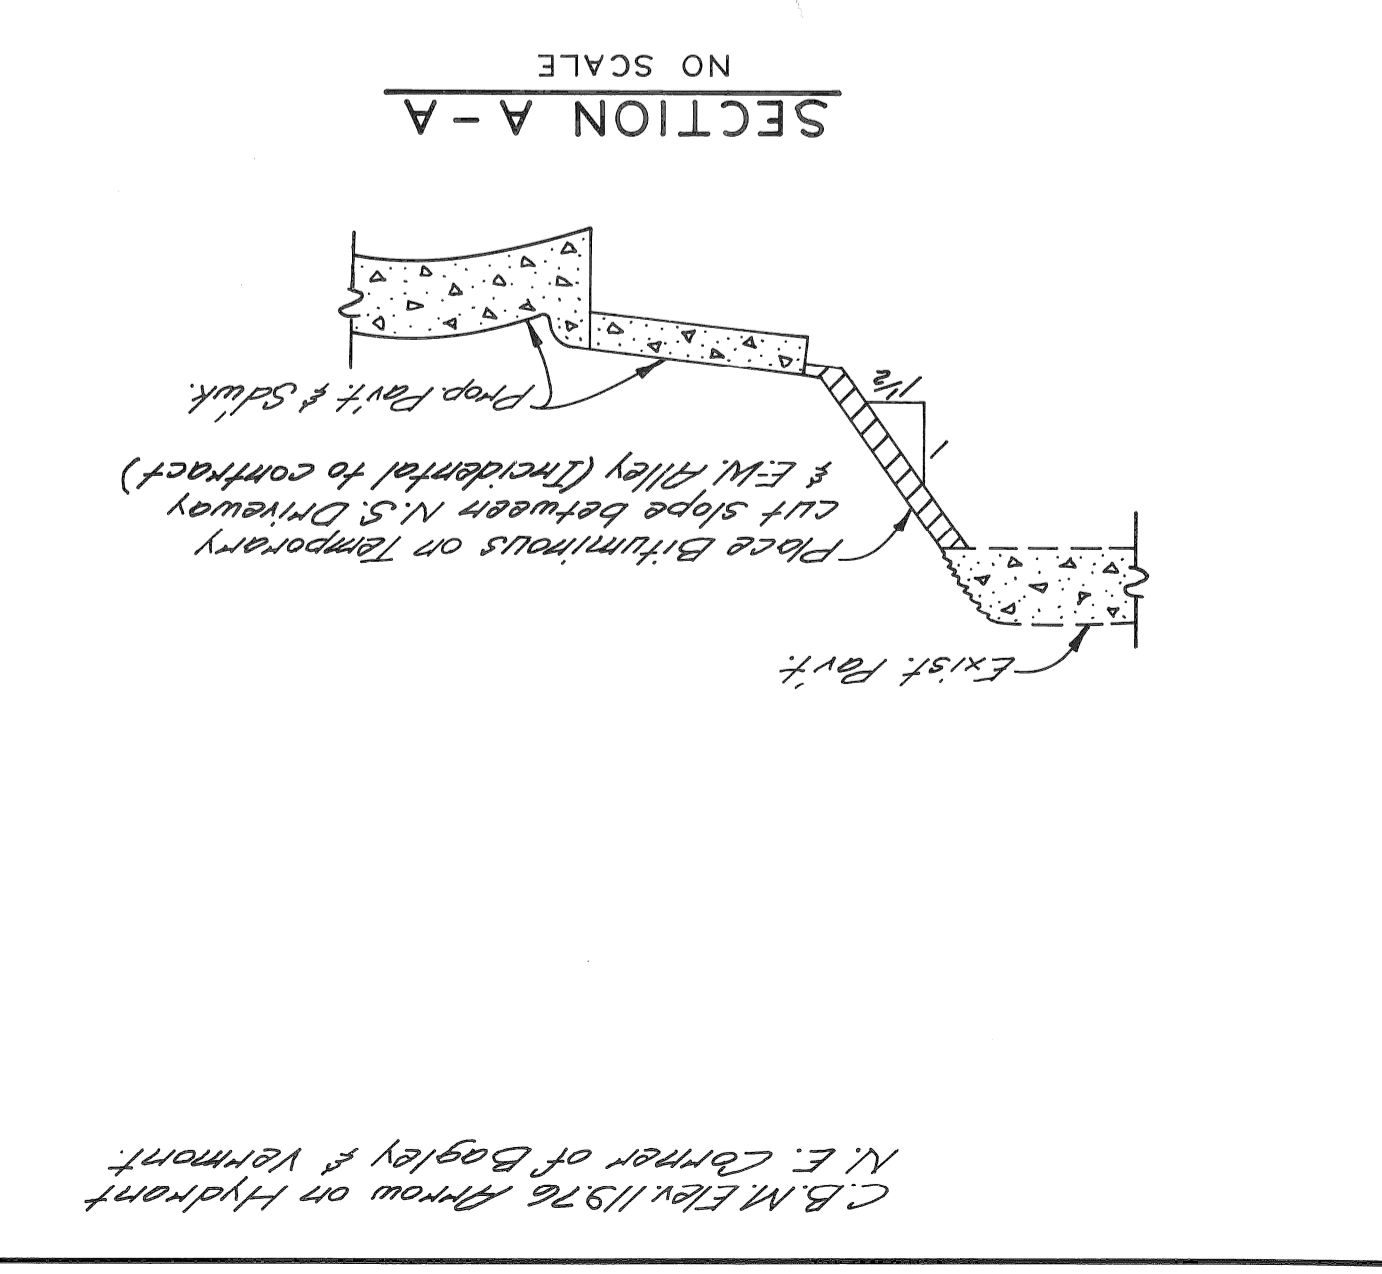 C.B.M. Elev. 119.76 Arrow on Hydrant
N. E. Corner of Bagley & Vermont.
Exist. Pav't.
Place Bituminous on Temporary
cut slope between N.S. Driveway
& E.-W. Alley (Incidental to contract)
1
1½
Prop. Pav't. & Sdwk.
SECTION A-A
NO SCALE